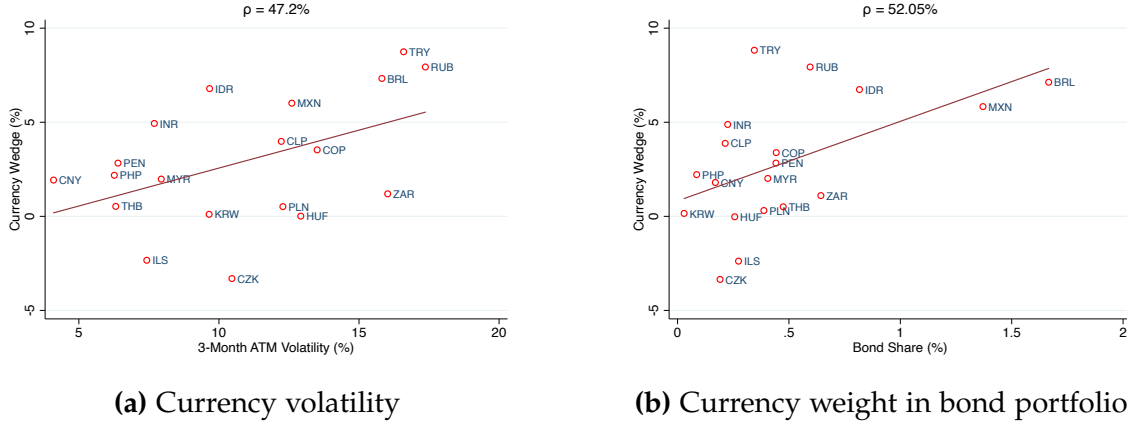 ρ = 47.2%
10
5
0
-5
Currency Wedge (%)
TRY
RUB
BRL
IDR
MXN
INR
CLP
COP
PEN
PHP
CNY
MYR
ZAR
THB
PLN
KRW
HUF
ILS
CZK
5
10
15
20
3-Month ATM Volatility (%)
(a) Currency volatility
ρ = 52.05%
10
5
0
-5
Currency Wedge (%)
TRY
RUB
BRL
IDR
MXN
INR
CLP
COP
PEN
PHP
MYR
CNY
ZAR
THB
PLN
KRW
HUF
ILS
CZK
0
.5
1
1.5
2
Bond Share (%)
(b) Currency weight in bond portfolio